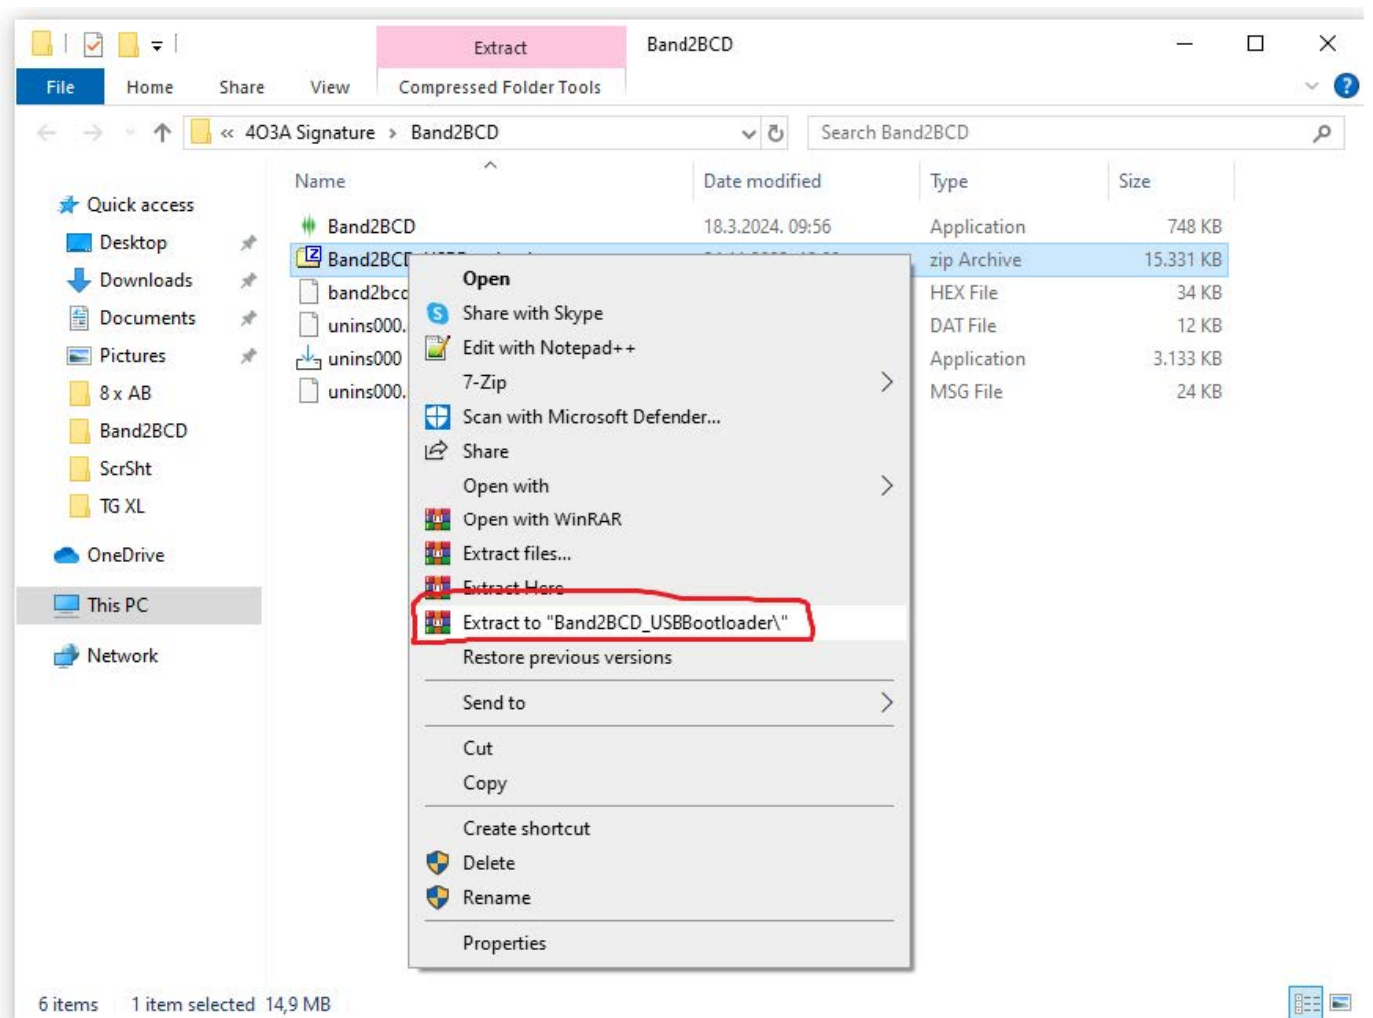 Extract
Band2BCD
File
Home
Share
View
Compressed Folder Tools
?
« 4O3A Signature > Band2BCD
Search Band2BCD
Quick access
Desktop
Downloads
Documents
Pictures
8 x AB
Band2BCD
ScrSht
TG XL
OneDrive
This PC
Network
Name Date modified Type Size
Band2BCD 18.3.2024. 09:56 Application 748 KB
zip Archive 15.331 KB
HEX File 34 KB
unins000. DAT File 12 KB
unins000 Application 3.133 KB
unins000. MSG File 24 KB
Open
Share with Skype
Edit with Notepad++
7-Zip
Scan with Microsoft Defender...
Share
Open with
Open with WinRAR
Extract files...
Extract Here
Extract to "Band2BCD_USBBootloader\"
Restore previous versions
Send to
Cut
Copy
Create shortcut
Delete
Rename
Properties
6 items 1 item selected 14,9 MB